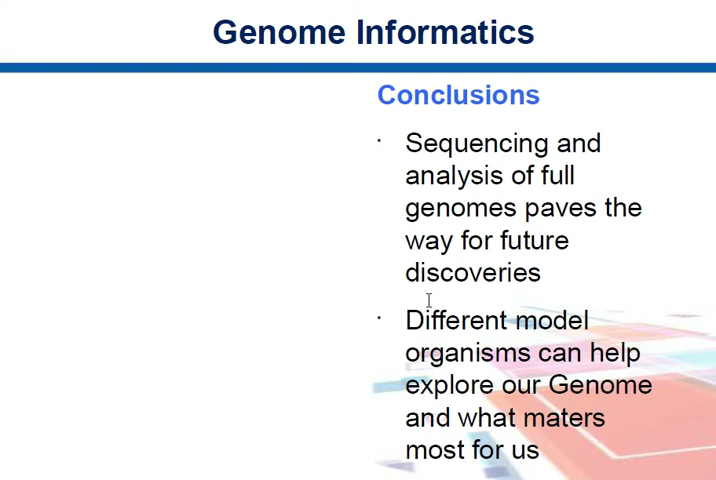 Genome Informatics
Conclusions
· Sequencing and
analysis of full
genomes paves the
way for future
discoveries
· Different model
organisms can help
explore our Genome
and what maters
most for us